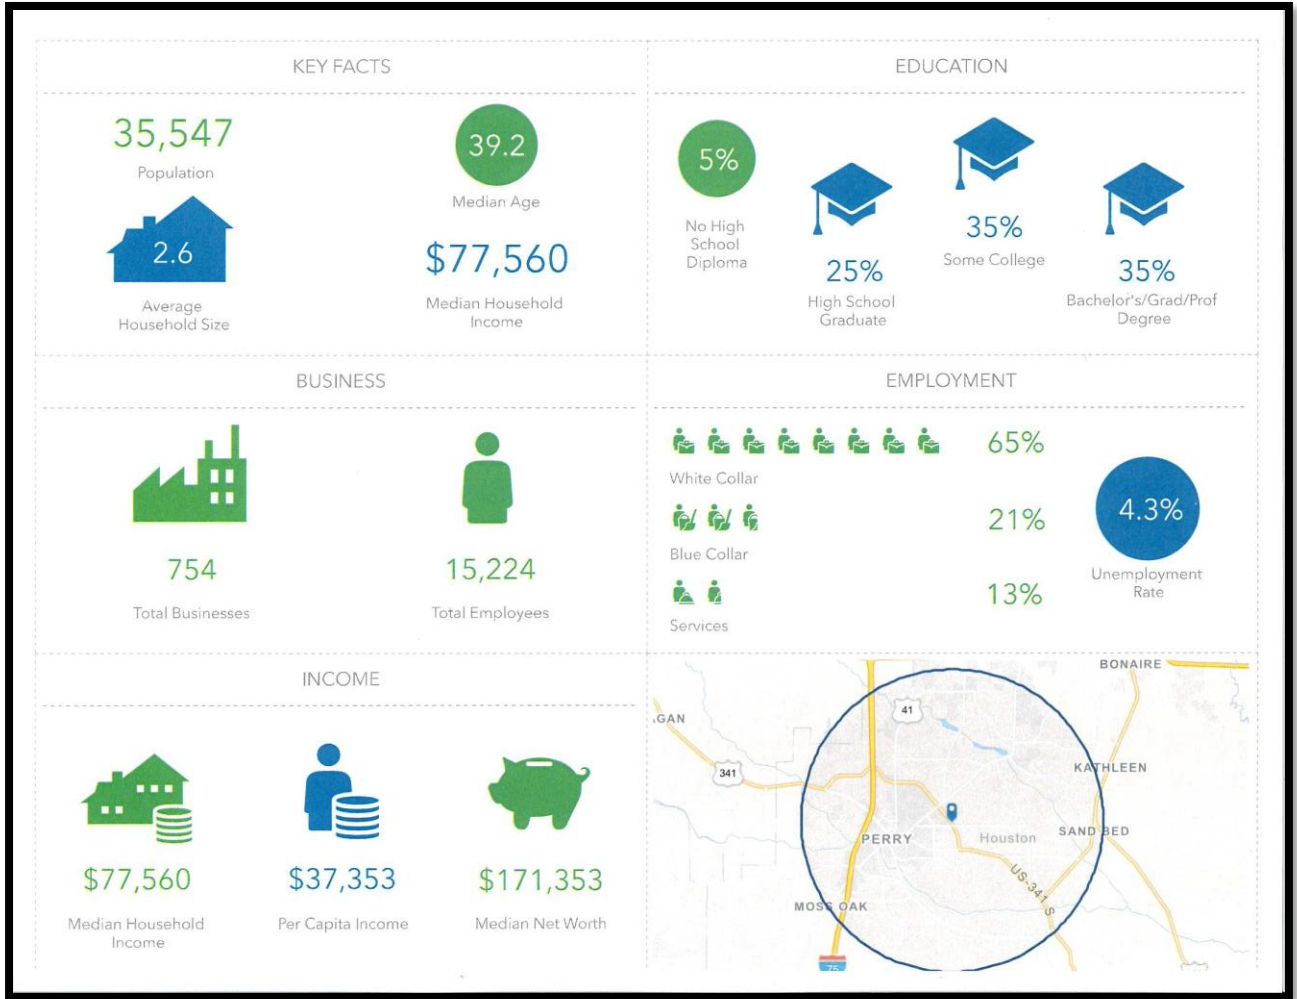 KEY FACTS
35,547
Population
39.2
Median Age
2.6
Average
Household Size
$77,560
Median Household
Income
EDUCATION
5%
No High
School
Diploma
25%
High School
Graduate
35%
Some College
35%
Bachelor's/Grad/Prof
Degree
BUSINESS
754
Total Businesses
15,224
Total Employees
EMPLOYMENT
65%
White Collar
21%
Blue Collar
13%
Services
4.3%
Unemployment
Rate
INCOME
$77,560
Median Household
Income
$37,353
Per Capita Income
$171,353
Median Net Worth
BONAIRE
41
GAN
341
KATHLEEN
PERRY
Houston
SAND BED
US-341 S
MOSS OAK
75